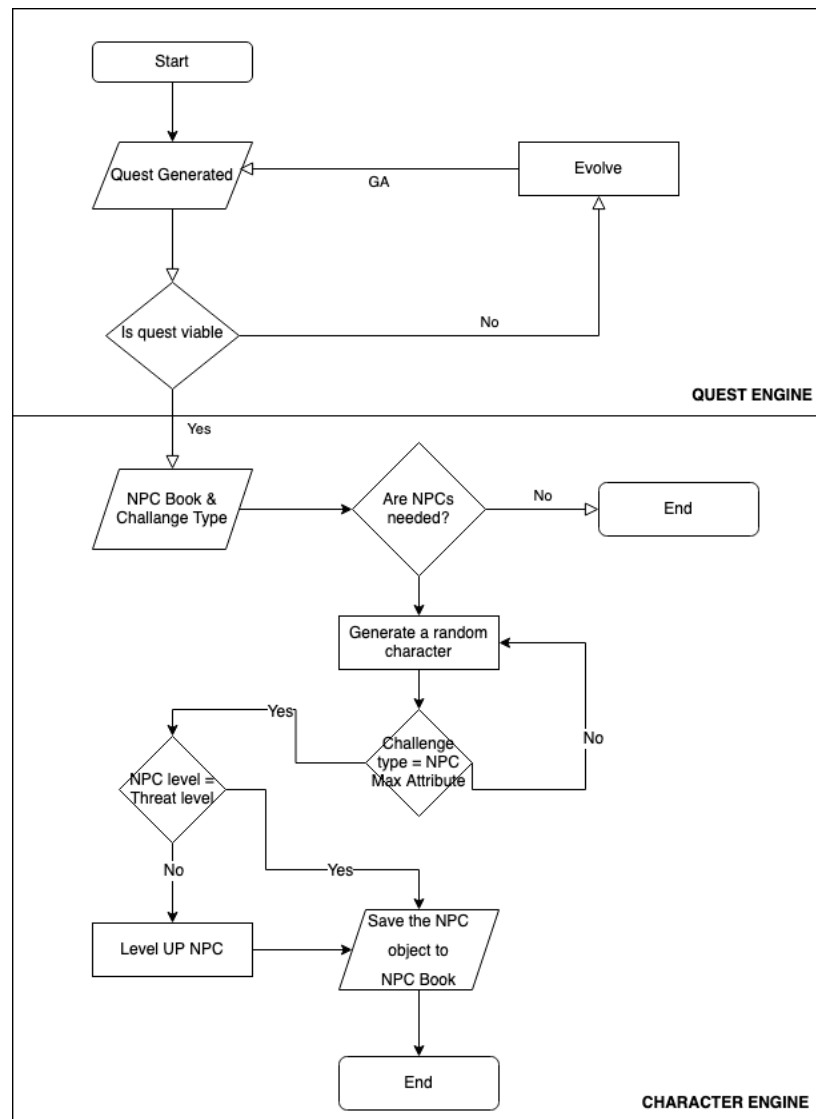 Start
Quest Generated
GA
Evolve
Is quest viable
No
QUEST ENGINE
Yes
NPC Book &
Challange Type
Are NPCs
needed?
No
End
Generate a random
character
Yes
Challenge
type = NPC
Max Attribute
No
NPC level =
Threat level
No
Yes
Level UP NPC
Save the NPC
object to
NPC Book
End
CHARACTER ENGINE